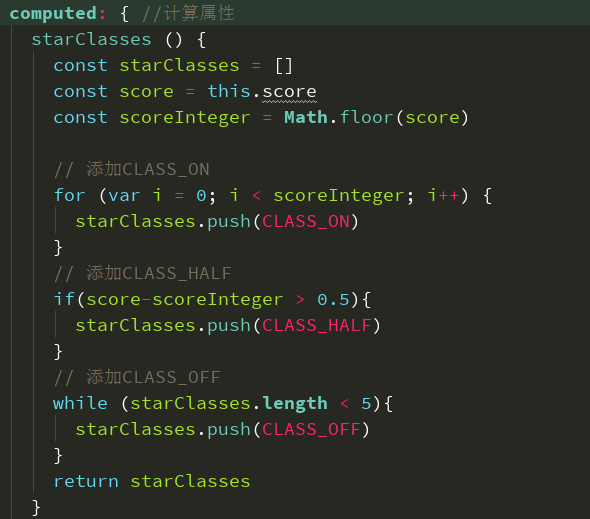 computed: { //计算属性
starClasses () {
const starClasses = []
const score = this.score
const scoreInteger = Math.floor(score)
// 添加CLASS_ON
for (var i = 0; i < scoreInteger; i++) {
starClasses.push(CLASS_ON)
}
// 添加CLASS_HALF
if(score-scoreInteger > 0.5){
starClasses.push(CLASS_HALF)
}
// 添加CLASS_OFF
while (starClasses.length < 5){
starClasses.push(CLASS_OFF)
}
return starClasses
}